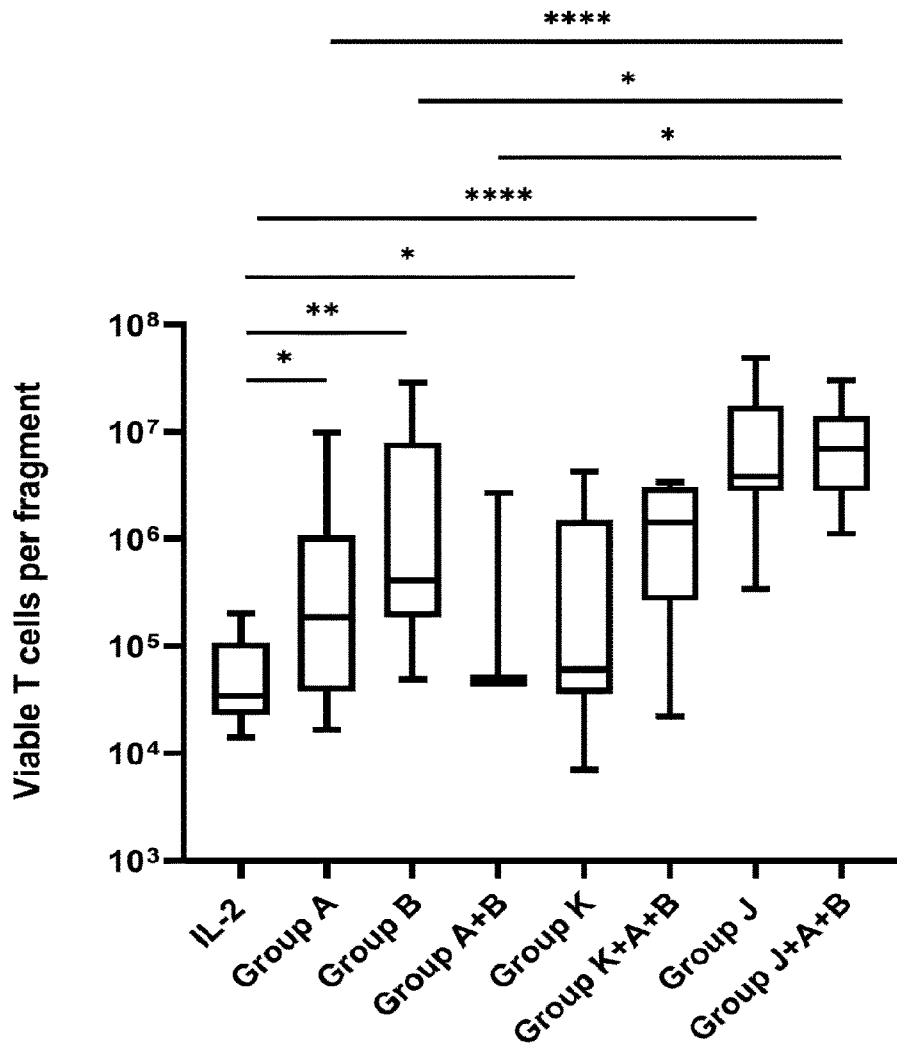 ****
*
*
****
*
**
*
10⁸
10⁷
10⁶
10⁵
10⁴
10³
Viable T cells per fragment
IL-2
Group A
Group B
Group A+B
Group K
Group K+A+B
Group J
Group J+A+B